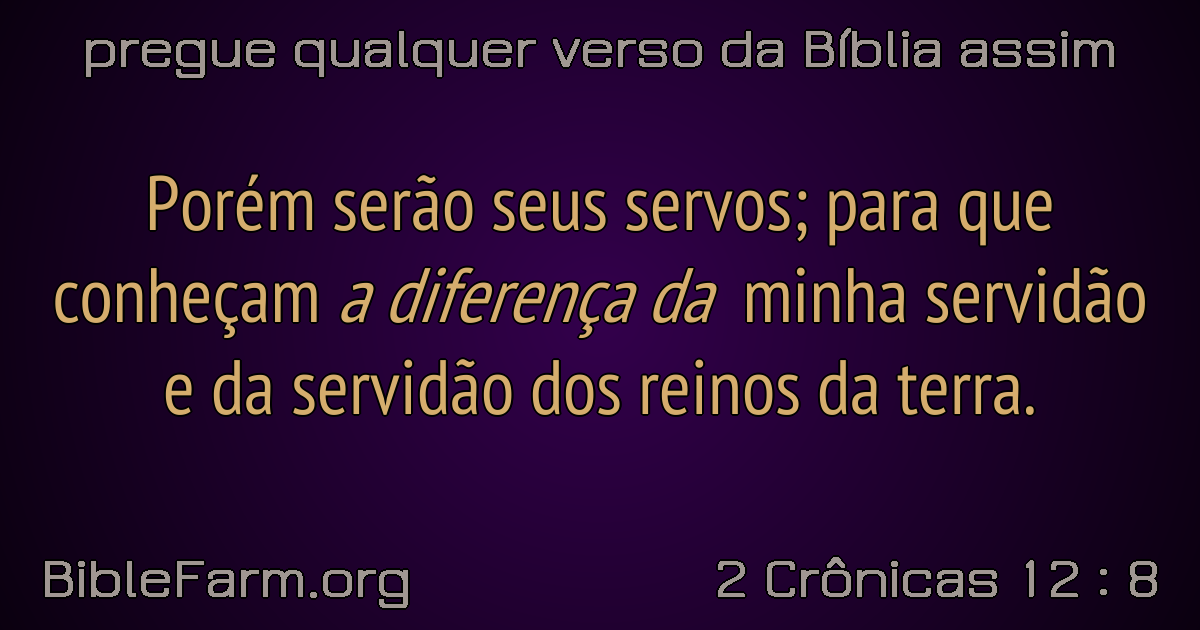 pregue qualquer verso da Bíblia assim
Porém serão seus servos; para que
conheçam a diferença da minha servidão
e da servidão dos reinos da terra.
BibleFarm.org
2 Crônicas 12 : 8